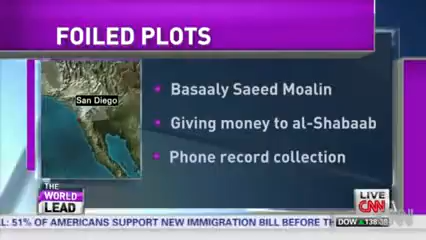 FOILED PLOTS
San Diego
Basaaly Saeed Moalin
Giving money to al-Shabaab
Phone record collection
THE
WORLD
LEAD
LIVE
CNN
L: 51% OF AMERICANS SUPPORT NEW IMMIGRATION BILL BEFORE TH
DOW